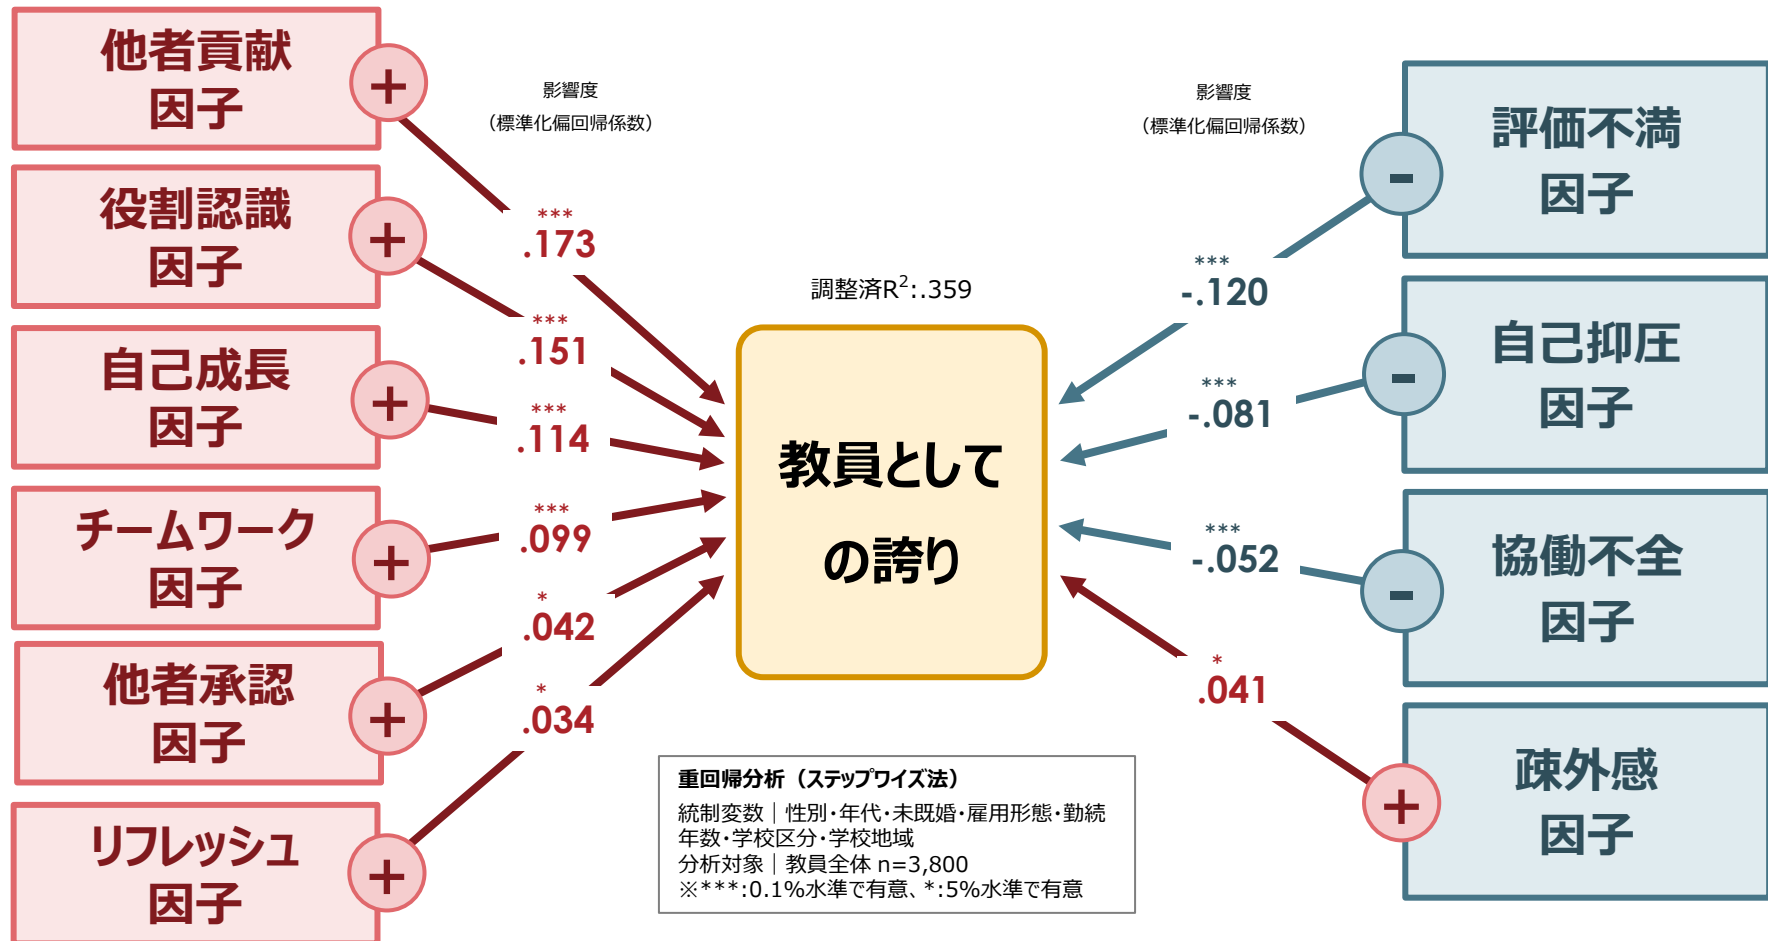 他者貢献
因子
+
役割認識
因子
+
自己成長
因子
+
チームワーク
因子
+
他者承認
因子
+
リフレッシュ
因子
+
影響度
（標準化偏回帰係数）
***
.173
***
.151
***
.114
***
.099
*
.042
*
.034
調整済R²:.359
教員として
の誇り
影響度
（標準化偏回帰係数）
***
-.120
***
-.081
***
-.052
*
.041
評価不満
因子
-
自己抑圧
因子
-
協働不全
因子
-
疎外感
因子
+
重回帰分析（ステップワイズ法）
統制変数｜性別・年代・未既婚・雇用形態・勤続
年数・学校区分・学校地域
分析対象｜教員全体 n=3,800
※***:0.1%水準で有意、*:5%水準で有意